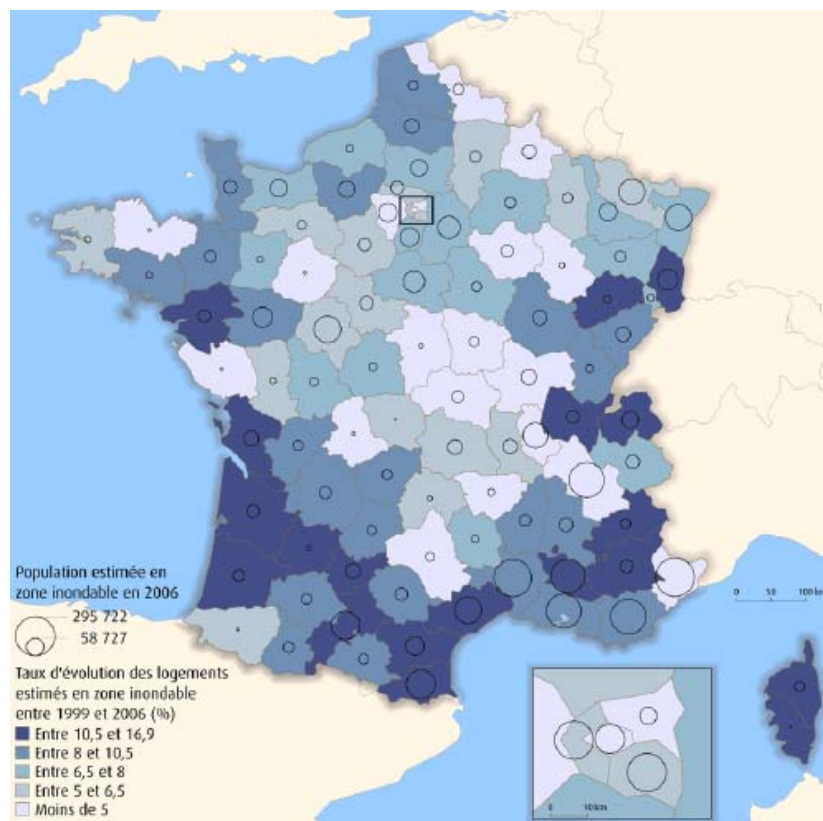 Population estimée en
zone inondable en 2006
295 722
58 727
Taux d'évolution des logements
estimés en zone inondable
entre 1999 et 2006 (%)
Entre 10,5 et 16,9
Entre 8 et 10,5
Entre 6,5 et 8
Entre 5 et 6,5
Moins de 5
0 50 100 km
0 10 km